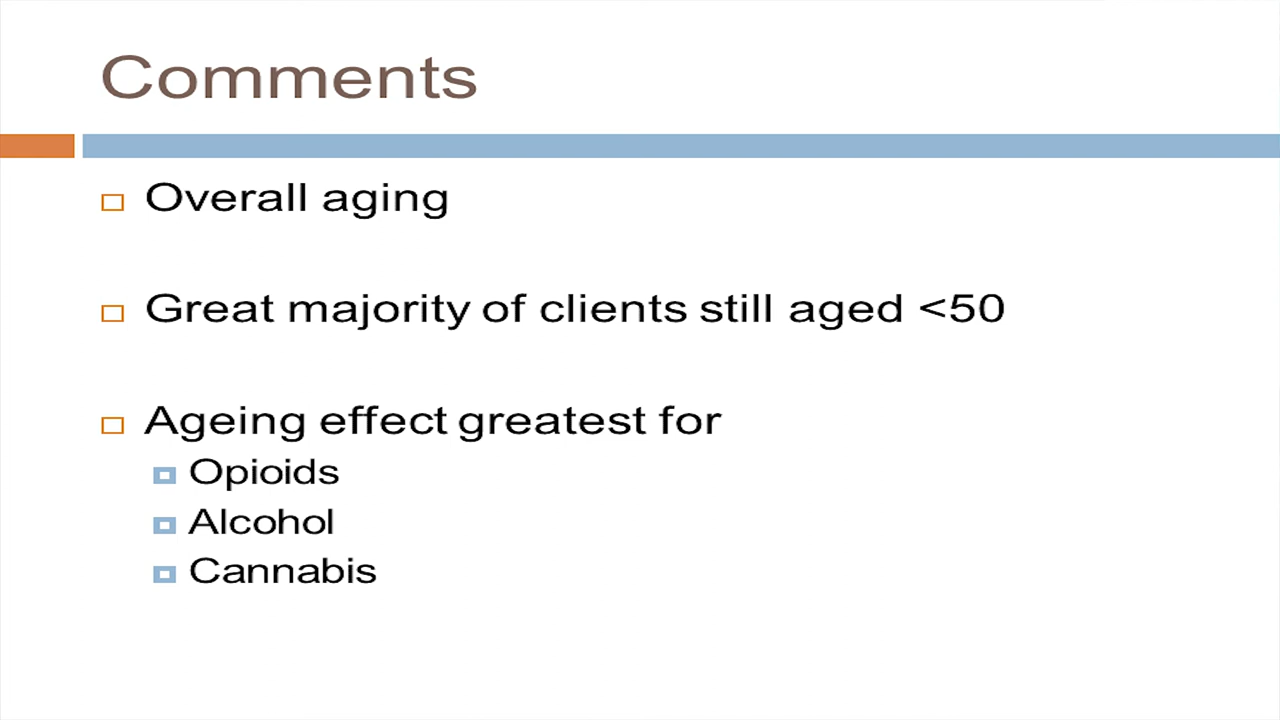 Comments
Overall aging
Great majority of clients still aged <50
Ageing effect greatest for
Opioids
Alcohol
Cannabis